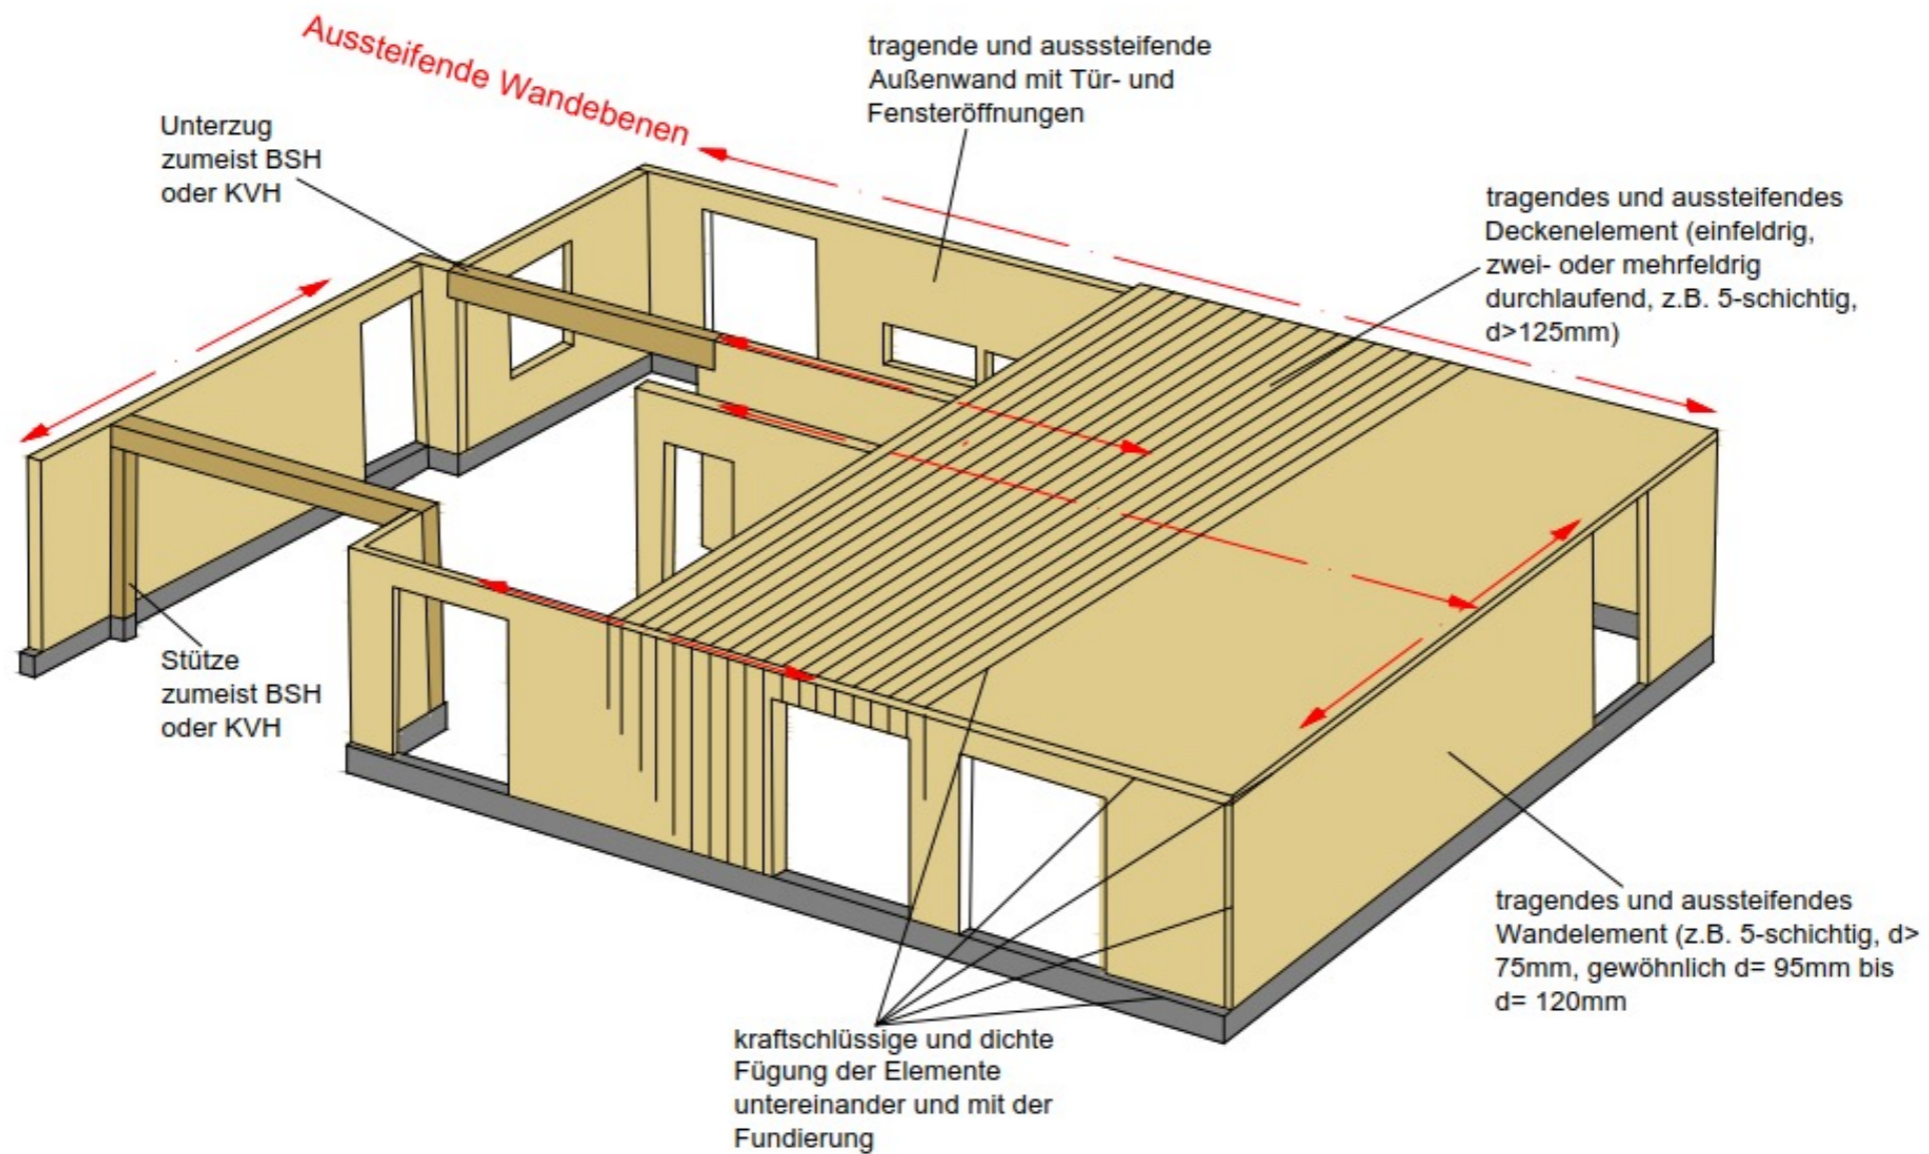 Aussteifende Wandebenen
tragende und ausssteifende
Außenwand mit Tür- und
Fensteröffnungen
Unterzug
zumeist BSH
oder KVH
tragendes und aussteifendes
Deckenelement (einfeldrig,
zwei- oder mehrfeldrig
durchlaufend, z.B. 5-schichtig,
d>125mm)
Stütze
zumeist BSH
oder KVH
tragendes und aussteifendes
Wandelement (z.B. 5-schichtig, d>
75mm, gewöhnlich d= 95mm bis
d= 120mm
kraftschlüssige und dichte
Fügung der Elemente
untereinander und mit der
Fundierung